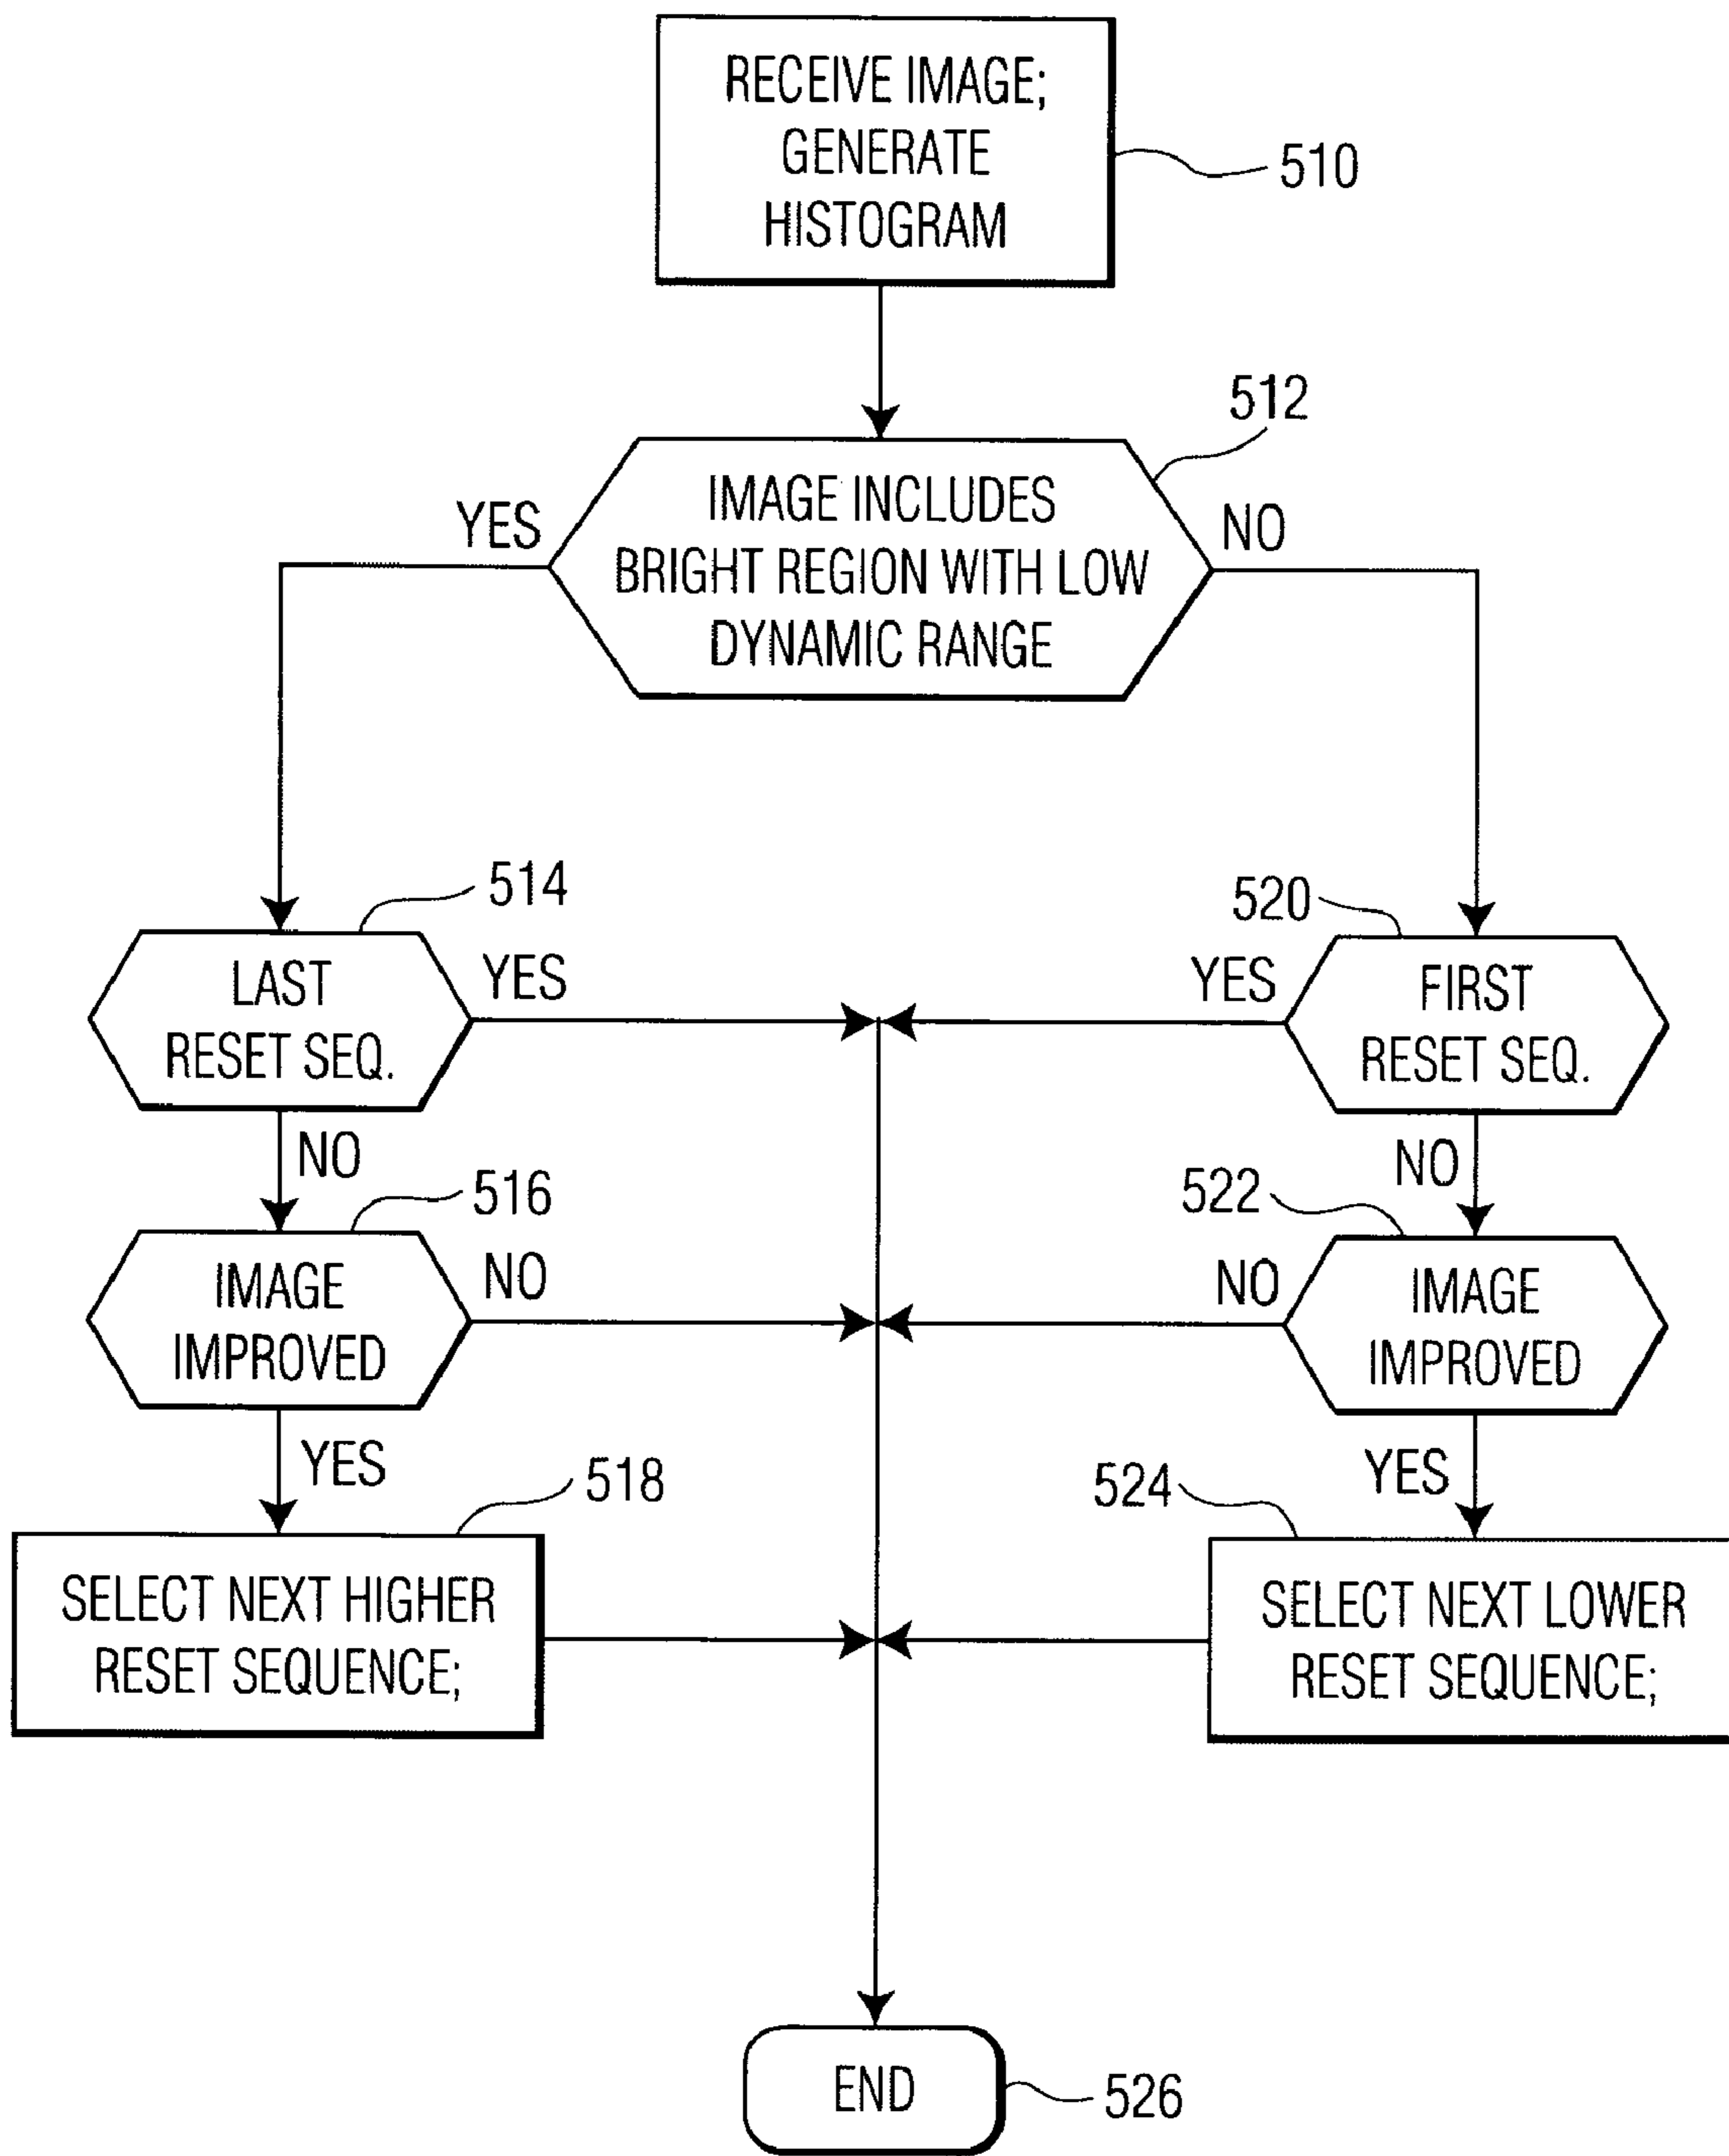 RECEIVE IMAGE;
GENERATE
HISTOGRAM
510
512
IMAGE INCLUDES
BRIGHT REGION WITH LOW
DYNAMIC RANGE
YES
NO
514
LAST
RESET SEQ.
YES
NO
520
FIRST
RESET SEQ.
YES
NO
516
IMAGE
IMPROVED
NO
YES
522
IMAGE
IMPROVED
NO
YES
518
SELECT NEXT HIGHER
RESET SEQUENCE;
524
SELECT NEXT LOWER
RESET SEQUENCE;
END
526